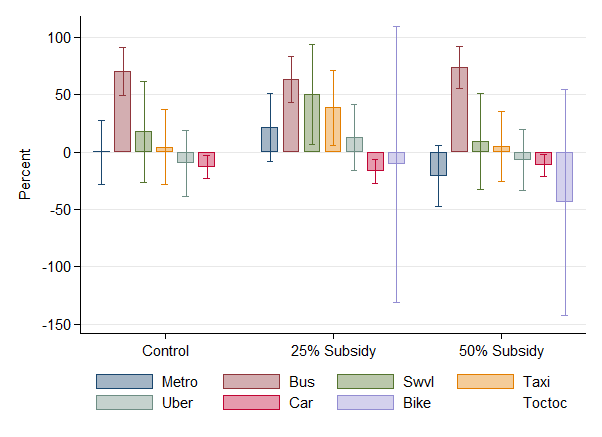 100
50
0
-50
-100
-150
Percent
Control 25% Subsidy 50% Subsidy
Metro Bus Swvl Taxi
Uber Car Bike Toctoc